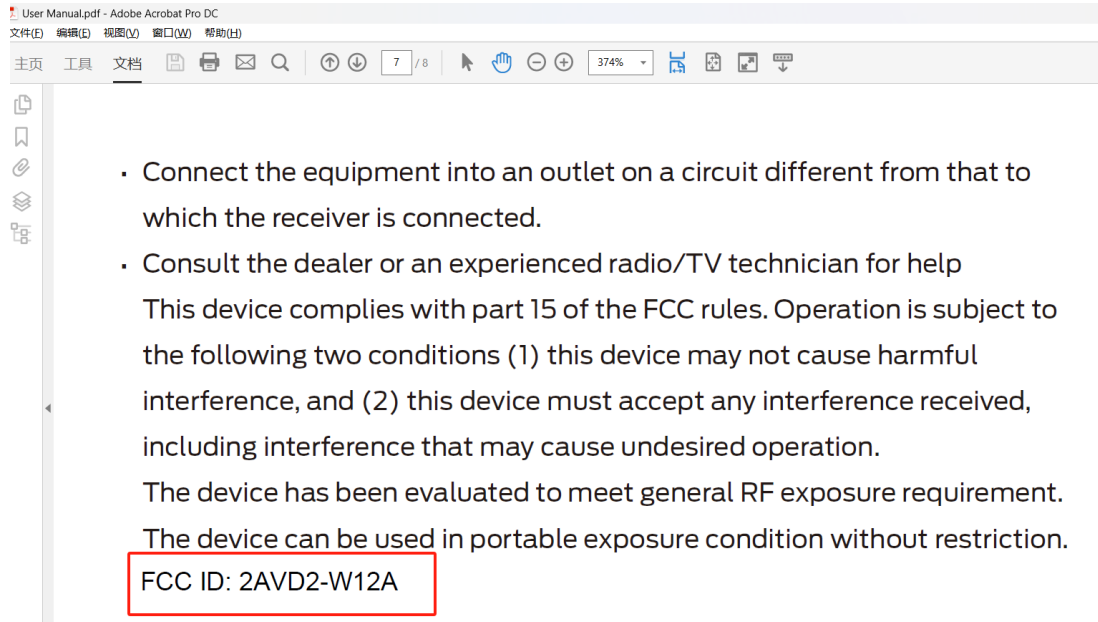 User Manual.pdf - Adobe Acrobat Pro DC
文件(F) 编辑(E) 视图(V) 窗口(W) 帮助(H)
主页 工具 文档 7 / 8 374%
· Connect the equipment into an outlet on a circuit different from that to
which the receiver is connected.
· Consult the dealer or an experienced radio/TV technician for help
This device complies with part 15 of the FCC rules. Operation is subject to
the following two conditions (1) this device may not cause harmful
interference, and (2) this device must accept any interference received,
including interference that may cause undesired operation.
The device has been evaluated to meet general RF exposure requirement.
The device can be used in portable exposure condition without restriction.
FCC ID: 2AVD2-W12A